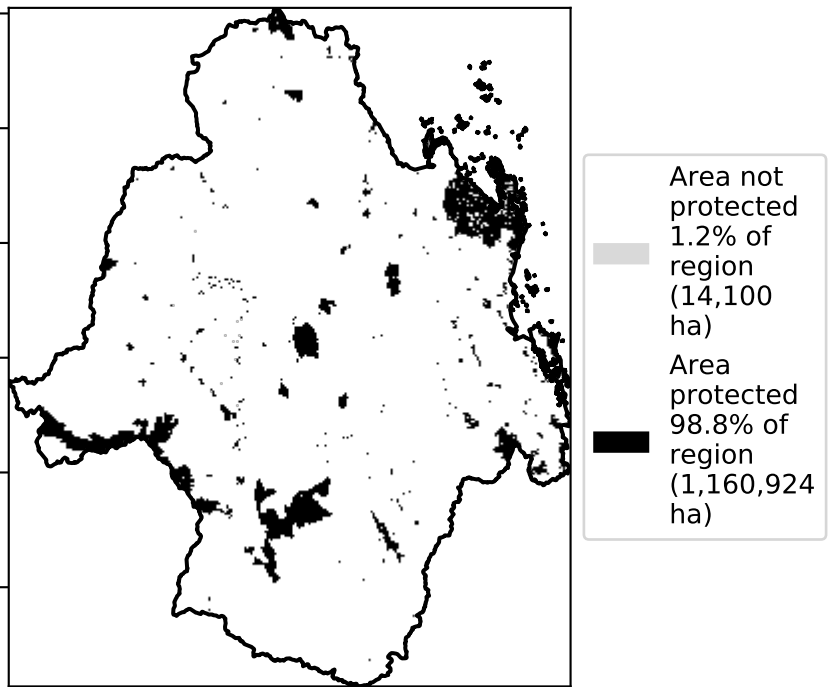 Area not
protected
1.2% of
region
(14,100
ha)
Area
protected
98.8% of
region
(1,160,924
ha)